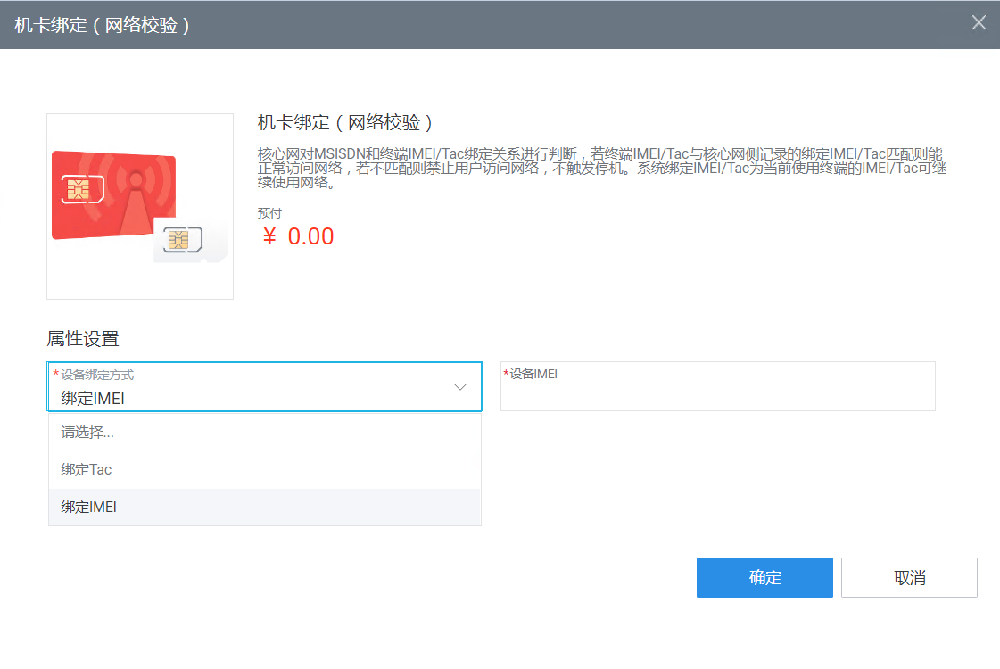 机卡绑定（网络校验）
机卡绑定（网络校验）
核心网对MSISDN和终端IMEI/Tac绑定关系进行判断，若终端IMEI/Tac与核心网侧记录的绑定IMEI/Tac匹配则能
正常访问网络，若不匹配则禁止用户访问网络，不触发停机。系统绑定IMEI/Tac为当前使用终端的IMEI/Tac可继
续使用网络。
预付
￥ 0.00
属性设置
*设备绑定方式
绑定IMEI
*设备IMEI
请选择...
绑定Tac
绑定IMEI
确定
取消